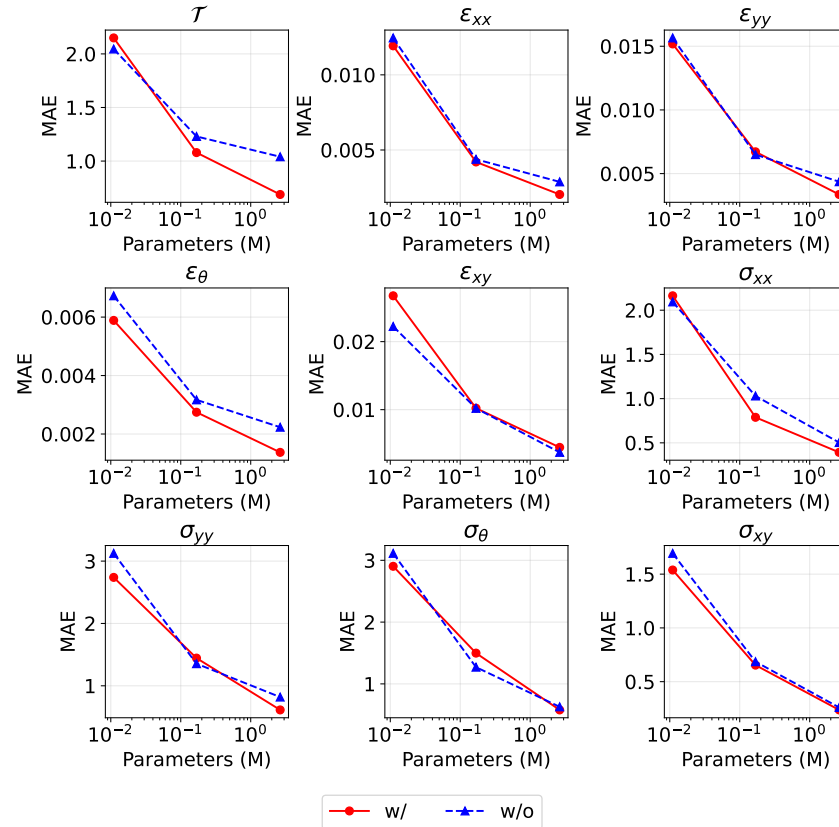 𝒯
MAE
2.0
1.5
1.0
10⁻² 10⁻¹ 10⁰
Parameters (M)
ε_xx
MAE
0.010
0.005
10⁻² 10⁻¹ 10⁰
Parameters (M)
ε_yy
MAE
0.015
0.010
0.005
10⁻² 10⁻¹ 10⁰
Parameters (M)
ε_θ
MAE
0.006
0.004
0.002
10⁻² 10⁻¹ 10⁰
Parameters (M)
ε_xy
MAE
0.02
0.01
10⁻² 10⁻¹ 10⁰
Parameters (M)
σ_xx
MAE
2.0
1.5
1.0
0.5
10⁻² 10⁻¹ 10⁰
Parameters (M)
σ_yy
MAE
3
2
1
10⁻² 10⁻¹ 10⁰
Parameters (M)
σ_θ
MAE
3
2
1
10⁻² 10⁻¹ 10⁰
Parameters (M)
σ_xy
MAE
1.5
1.0
0.5
10⁻² 10⁻¹ 10⁰
Parameters (M)
w/ w/o